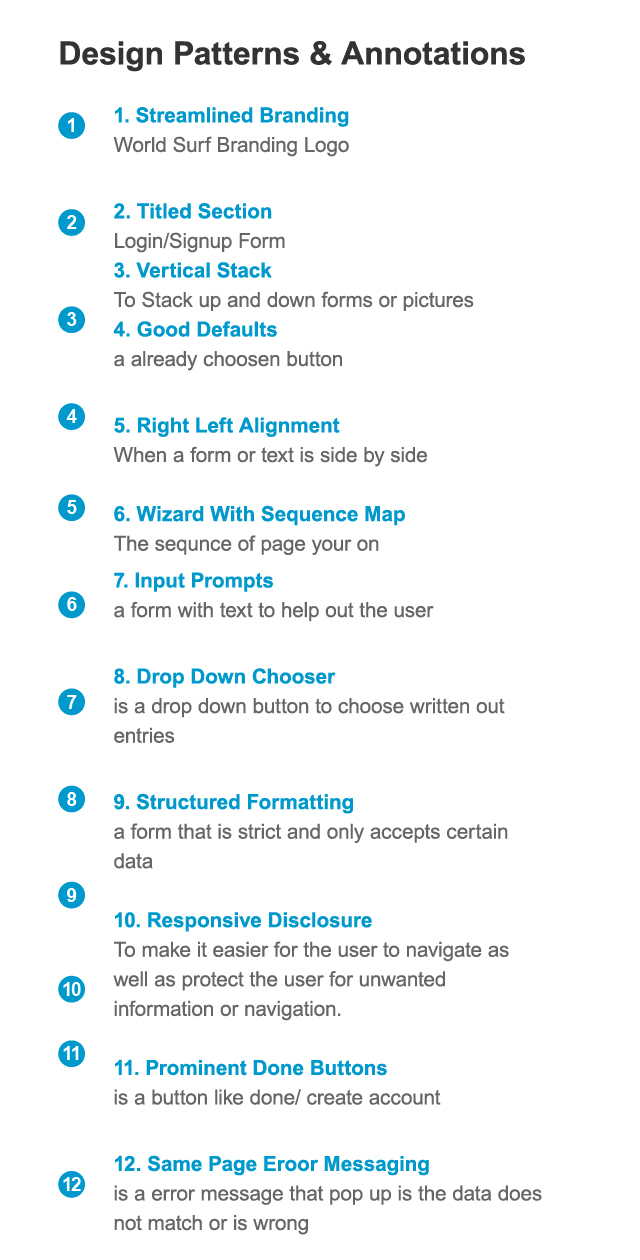 Design Patterns & Annotations
1
1. Streamlined Branding
World Surf Branding Logo
2
2. Titled Section
Login/Signup Form
3. Vertical Stack
To Stack up and down forms or pictures
3
4. Good Defaults
a already choosen button
4
5. Right Left Alignment
When a form or text is side by side
5
6. Wizard With Sequence Map
The sequnce of page your on
7. Input Prompts
6
a form with text to help out the user
8. Drop Down Chooser
7
is a drop down button to choose written out
entries
8
9. Structured Formatting
a form that is strict and only accepts certain
data
9
10. Responsive Disclosure
To make it easier for the user to navigate as
well as protect the user for unwanted
10
information or navigation.
11
11. Prominent Done Buttons
is a button like done/ create account
12. Same Page Eroor Messaging
12
is a error message that pop up is the data does
not match or is wrong